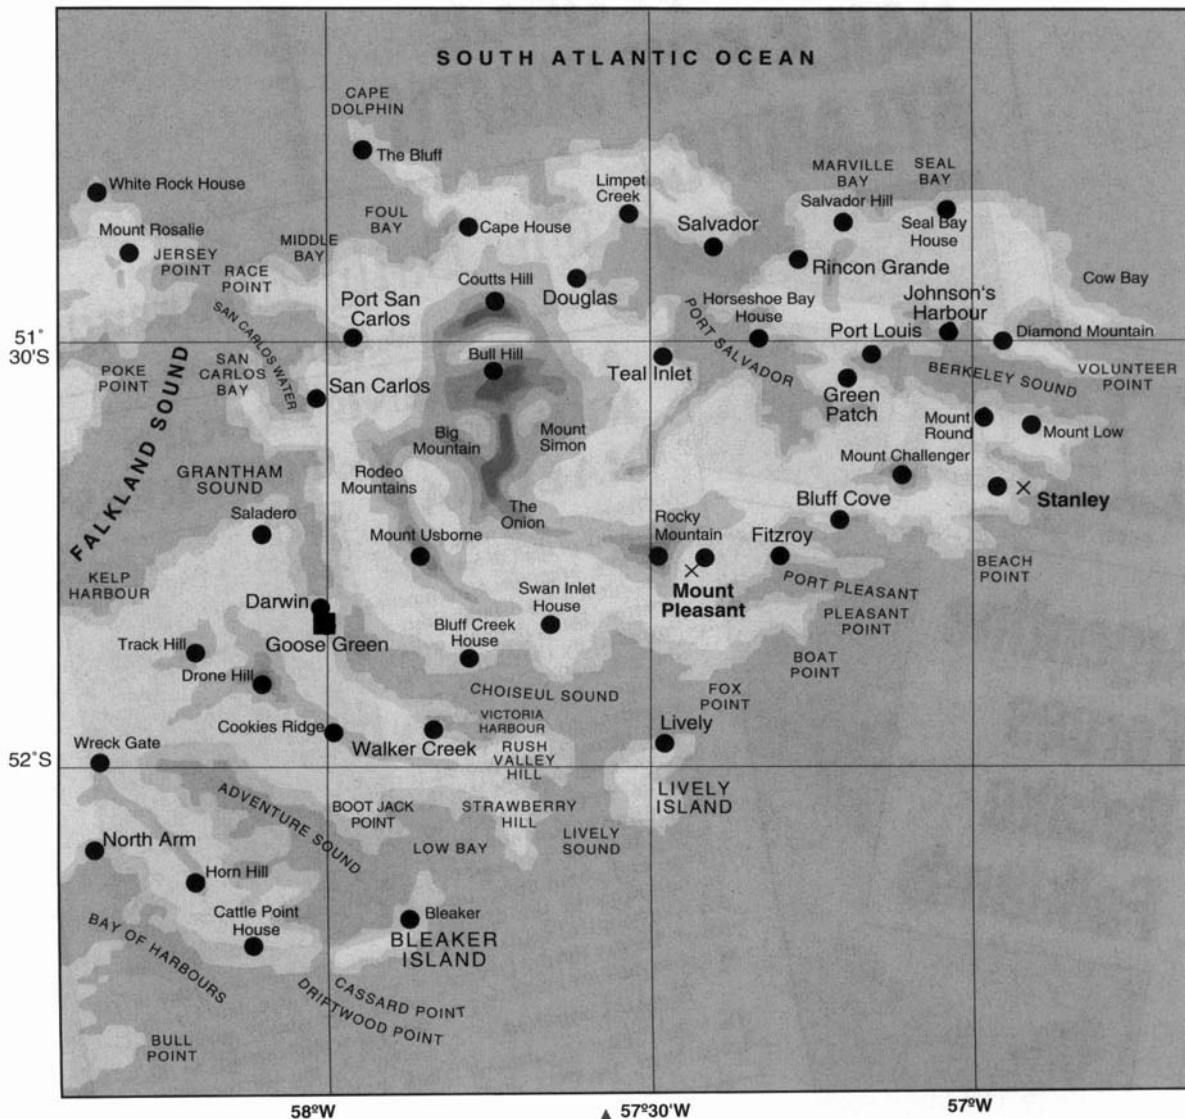 SOUTH ATLANTIC OCEAN
CAPE
DOLPHIN
The Bluff
White Rock House
Mount Rosalie
JERSEY
POINT
RACE
POINT
MIDDLE
BAY
FOUL
BAY
Cape House
Limpet
Creek
Salvador
MARVILLE
BAY
SEAL
BAY
Salvador Hill
Seal Bay
House
Rincon Grande
Cow Bay
Coutts Hill
Douglas
Port San
Carlos
SAN CARLOS WATER
Horseshoe Bay
House
Johnson's
Harbour
Port Louis
Diamond Mountain
51°
30'S
POKE
POINT
FALKLAND SOUND
SAN
CARLOS
BAY
San Carlos
Bull Hill
Teal Inlet
PORT SALVADOR
Green
Patch
BERKELEY SOUND
VOLUNTEER
POINT
Mount
Round
Mount Low
Big
Mountain
Mount
Simon
Mount Challenger
Stanley
GRANTHAM
SOUND
Rodeo
Mountains
The
Onion
Bluff Cove
Saladero
Mount Usborne
Rocky
Mountain
Fitzroy
BEACH
POINT
KELP
HARBOUR
Mount
Pleasant
PORT PLEASANT
PLEASANT
POINT
Darwin
Goose Green
Swan Inlet
House
Bluff Creek
House
BOAT
POINT
Track Hill
Drone Hill
CHOISEUL SOUND
FOX
POINT
Cookies Ridge
Walker Creek
VICTORIA
HARBOUR
RUSH
VALLEY
HILL
Lively
Wreck Gate
52°S
ADVENTURE SOUND
BOOT JACK
POINT
STRAWBERRY
HILL
LIVELY
ISLAND
LIVELY
SOUND
LOW BAY
North Arm
Horn Hill
Cattle Point
House
Bleaker
BLEAKER
ISLAND
BAY OF HARBOURS
CASSARD POINT
DRIFTWOOD POINT
BULL
POINT
58ºW
57º30'W
57ºW